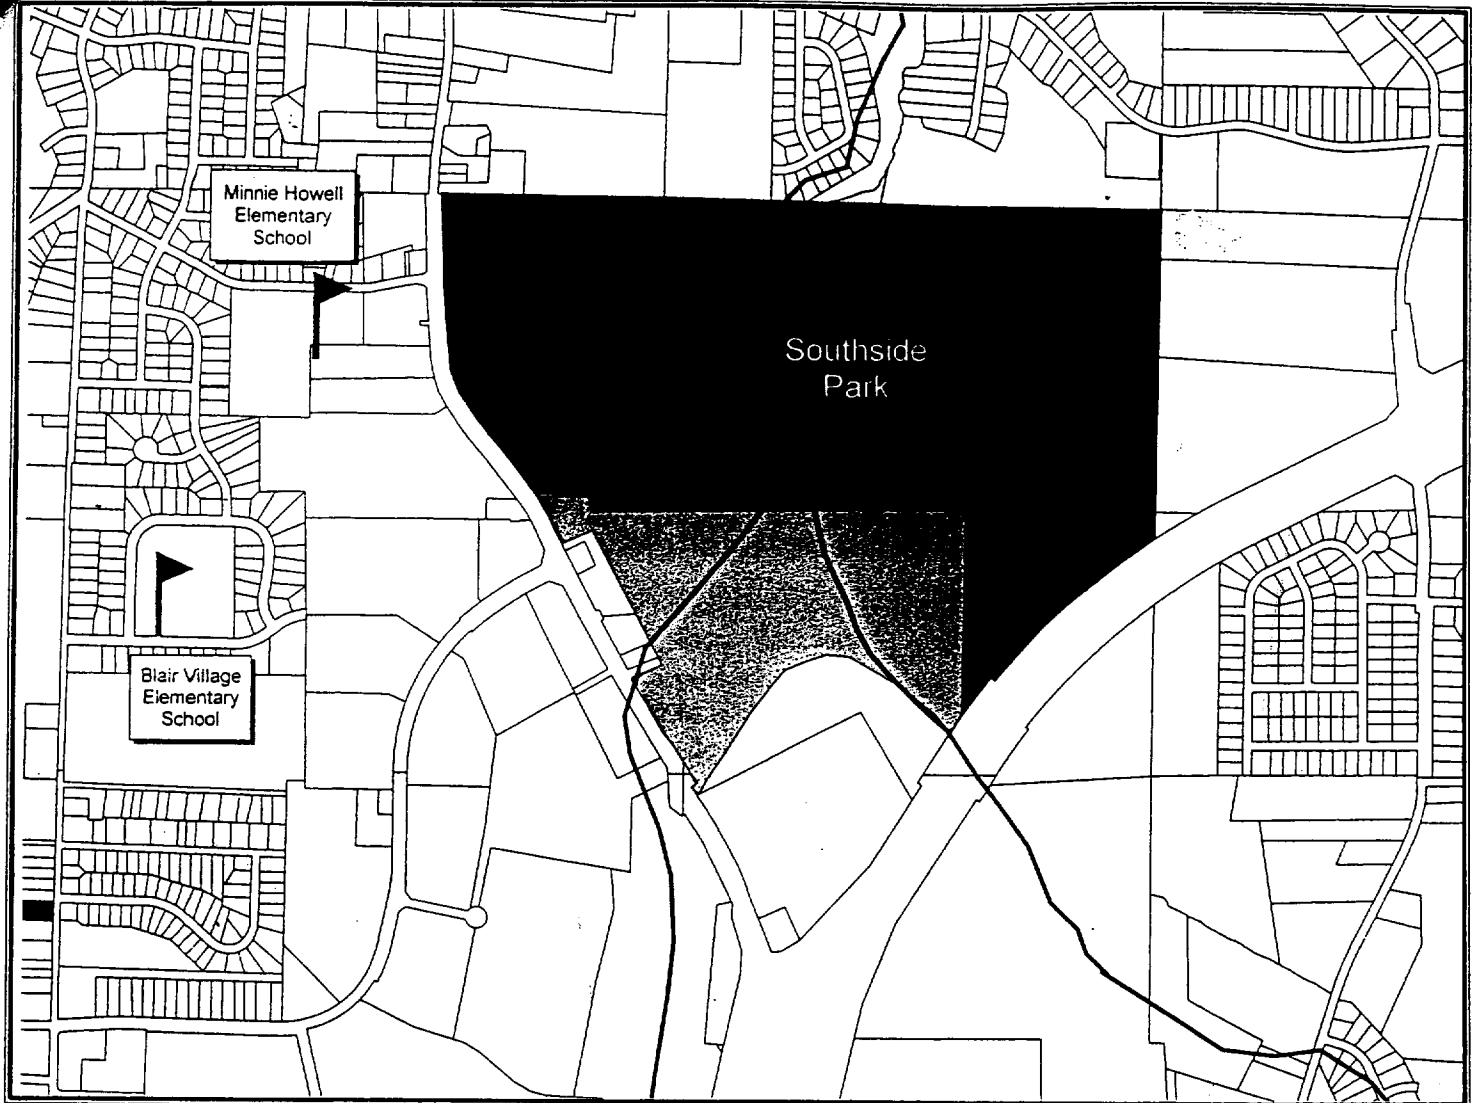 Minnie Howell
Elementary
School
Southside
Park
Blair Village
Elementary
School